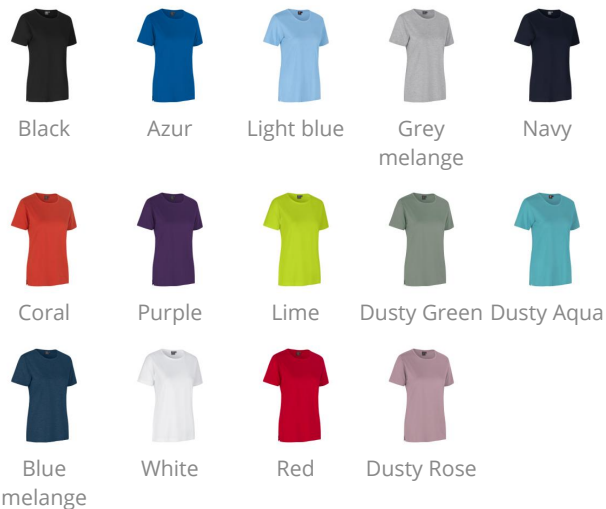 Black
Azur
Light blue
Grey
melange
Navy
Coral
Purple
Lime
Dusty Green
Dusty Aqua
Blue
melange
White
Red
Dusty Rose